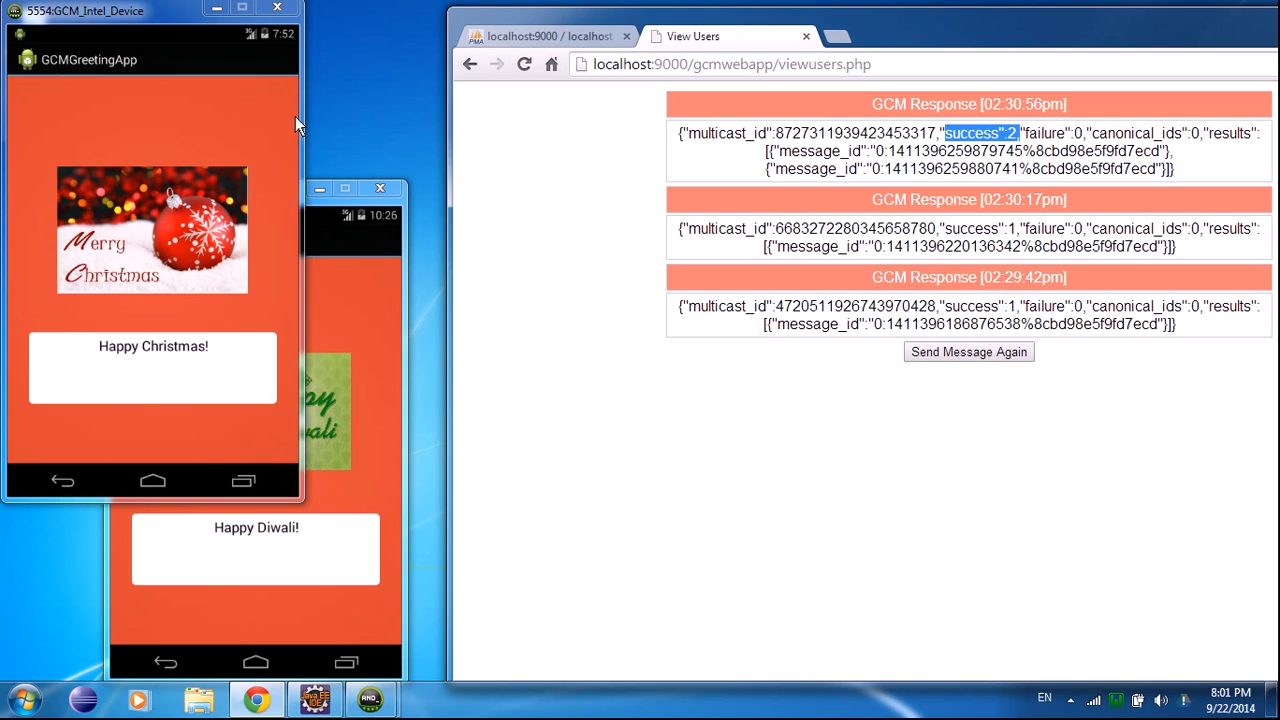 5554:GCM_Intel_Device
7:52
GCMGreetingApp
Merry
Christmas
Happy Christmas!
10:26
Happy Diwali!
localhost:9000 / localhost
View Users
localhost:9000/gcmwebapp/viewusers.php
GCM Response [02:30:56pm]
{"multicast_id":8727311939423453317,"success":2,"failure":0,"canonical_ids":0,"results":
[{"message_id":"0:1411396259879745%8cbd98e5f9fd7ecd"},
{"message_id":"0:1411396259880741%8cbd98e5f9fd7ecd"}]}
GCM Response [02:30:17pm]
{"multicast_id":6683272280345658780,"success":1,"failure":0,"canonical_ids":0,"results":
[{"message_id":"0:1411396220136342%8cbd98e5f9fd7ecd"}]}
GCM Response [02:29:42pm]
{"multicast_id":4720511926743970428,"success":1,"failure":0,"canonical_ids":0,"results":
[{"message_id":"0:1411396186876538%8cbd98e5f9fd7ecd"}]}
Send Message Again
EN
8:01 PM
9/22/2014